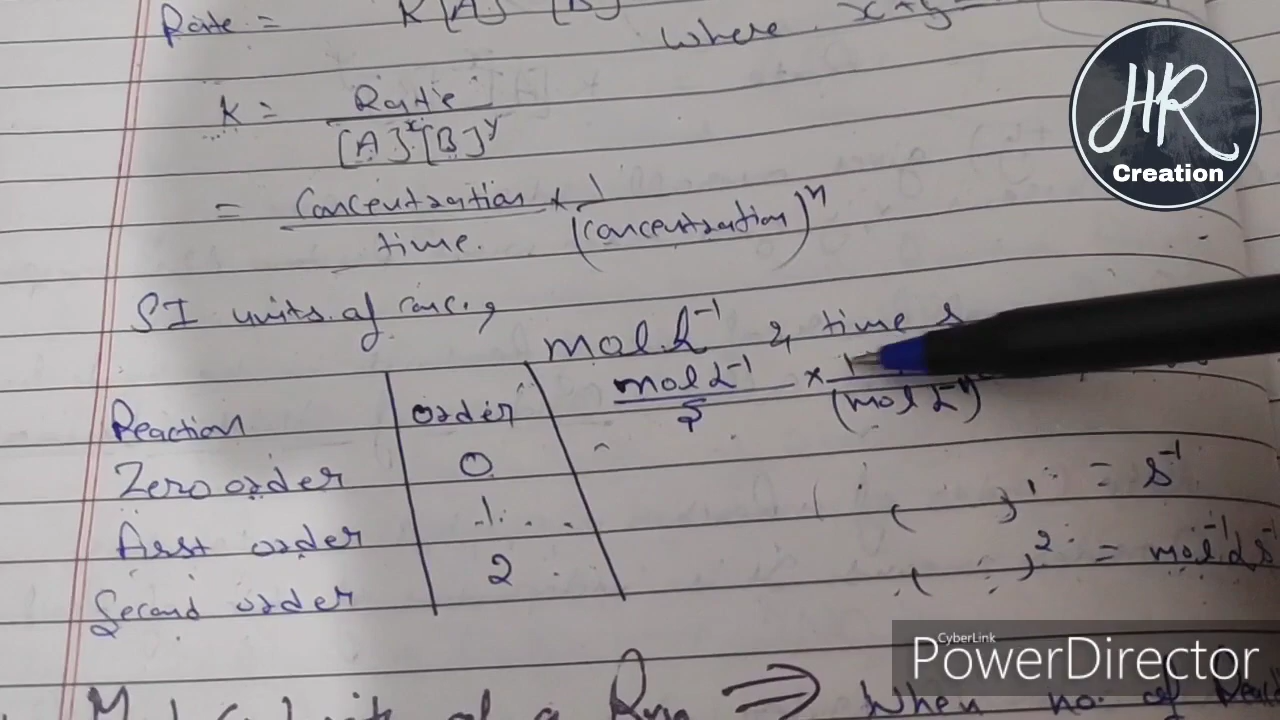 Rate = K[A] [B] Where x+y=
HR
Creation
K = Rate
[A]ˣ[B]ʸ
= Concentration × 1
time. (Concentration)ⁿ
SI units of conc., mol L⁻¹ & time s
Reaction order mol L⁻¹ × 1
S (mol L⁻¹)
Zero order 0 ( )¹ = s⁻¹
First order 1 ( )² = mol⁻¹ L s⁻¹
Second order 2
of a Rxn ⇒ When no. of
CyberLink
PowerDirector